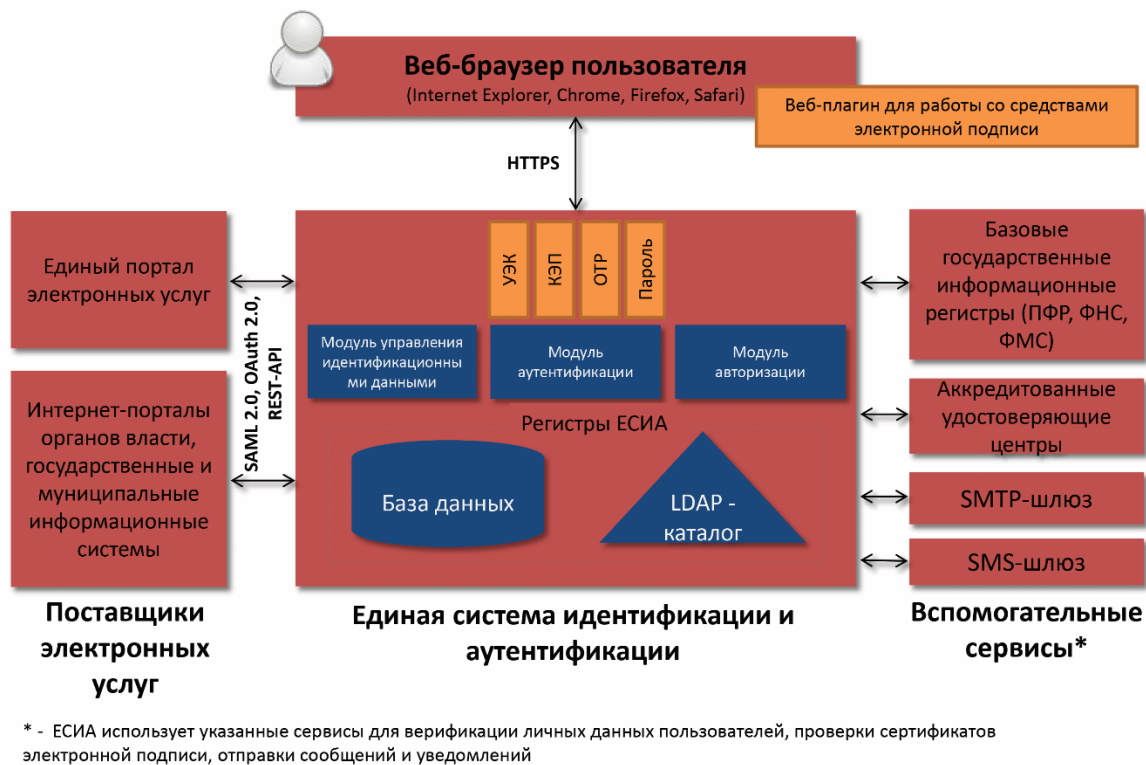 Веб-браузер пользователя
(Internet Explorer, Chrome, Firefox, Safari)
Веб-плагин для работы со средствами
электронной подписи
HTTPS
Единый портал
электронных услуг
Интернет-порталы
органов власти,
государственные и
муниципальные
информационные
системы
SAML 2.0, OAuth 2.0,
REST-API
УЭК
КЭП
OTP
Пароль
Модуль управления
идентификационны
ми данными
Модуль
аутентификации
Модуль
авторизации
Регистры ЕСИА
База данных
LDAP -
каталог
Базовые
государственные
информационные
регистры (ПФР, ФНС,
ФМС)
Аккредитованные
удостоверяющие
центры
SMTP-шлюз
SMS-шлюз
Поставщики
электронных
услуг
Единая система идентификации и
аутентификации
Вспомогательные
сервисы*
* - ЕСИА использует указанные сервисы для верификации личных данных пользователей, проверки сертификатов
электронной подписи, отправки сообщений и уведомлений